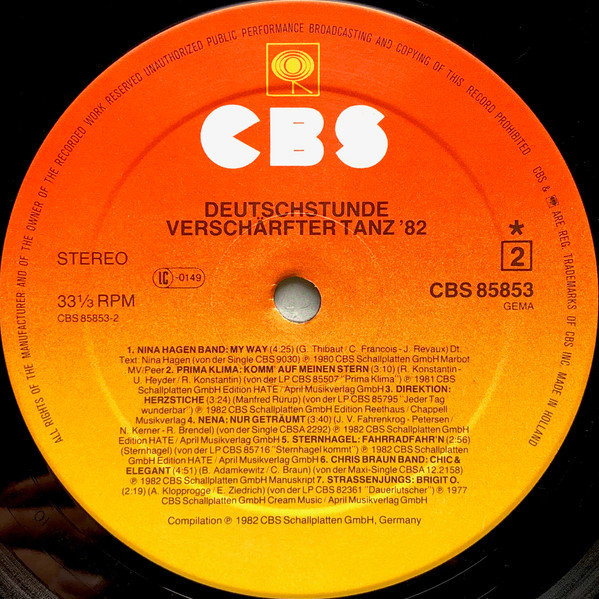 ALL RIGHTS OF THE MANUFACTURER AND OF THE OWNER OF THE RECORDED WORK RESERVED UNAUTHORIZED PUBLIC PERFORMANCE BROADCASTING AND COPYING OF THIS RECORD PROHIBITED CBS & ARE REG. TRADEMARKS OF CBS INC. MADE IN HOLLAND
CBS
DEUTSCHSTUNDE
VERSCHÄRFTER TANZ '82
STEREO
LC -0149
*
2
33⅓ RPM
CBS 85853
CBS 85853-2
GEMA
1. NINA HAGEN BAND: MY WAY (4:25) (G. Thibaut / C. Francois - J. Revaux) Dt.
Text: Nina Hagen (von der Single CBS 9030) ℗ 1980 CBS Schallplatten GmbH Marbot
MV/Peer 2. PRIMA KLIMA: KOMM' AUF MEINEN STERN (3:10) (R. Konstantin -
U. Heyder / R. Konstantin) (von der LP CBS 85507 "Prima Klima") ℗ 1981 CBS
Schallplatten GmbH Edition HATE / April Musikverlag GmbH 3. DIREKTION:
HERZSTICHE (3:24) (Manfred Rürup) (von der LP CBS 85795 "Jeder Tag
wunderbar") ℗ 1982 CBS Schallplatten GmbH Edition Reethaus / Chappell
Musikverlag 4. NENA: NUR GETRÄUMT (3:40) (J. V. Fahrenkrog - Petersen /
N. Kerner - R. Brendel) (von der Single CBSA 2292) ℗ 1982 CBS Schallplatten GmbH
Edition HATE / April Musikverlag GmbH 5. STERNHAGEL: FAHRRADFAHR'N (2:56)
(Sternhagel) (von der LP CBS 85716 "Sternhagel kommt") ℗ CBS Schallplatten
GmbH Edition HATE / April Musikverlag GmbH 6. CHRIS BRAUN BAND: CHIC &
ELEGANT (4:51) (B. Adamkewitz / C. Braun) (von der Maxi-Single CBSA 12.2158)
℗ 1982 CBS Schallplatten GmbH Manuskript 7. STRASSENJUNGS: BRIGIT O.
(2:19) (A. Klopprogge / E. Ziedrich) (von der LP CBS 82361 "Dauerlutscher") ℗ 1977
CBS Schallplatten GmbH Cream Music / April Musikverlag GmbH
Compilation ℗ 1982 CBS Schallplatten GmbH, Germany